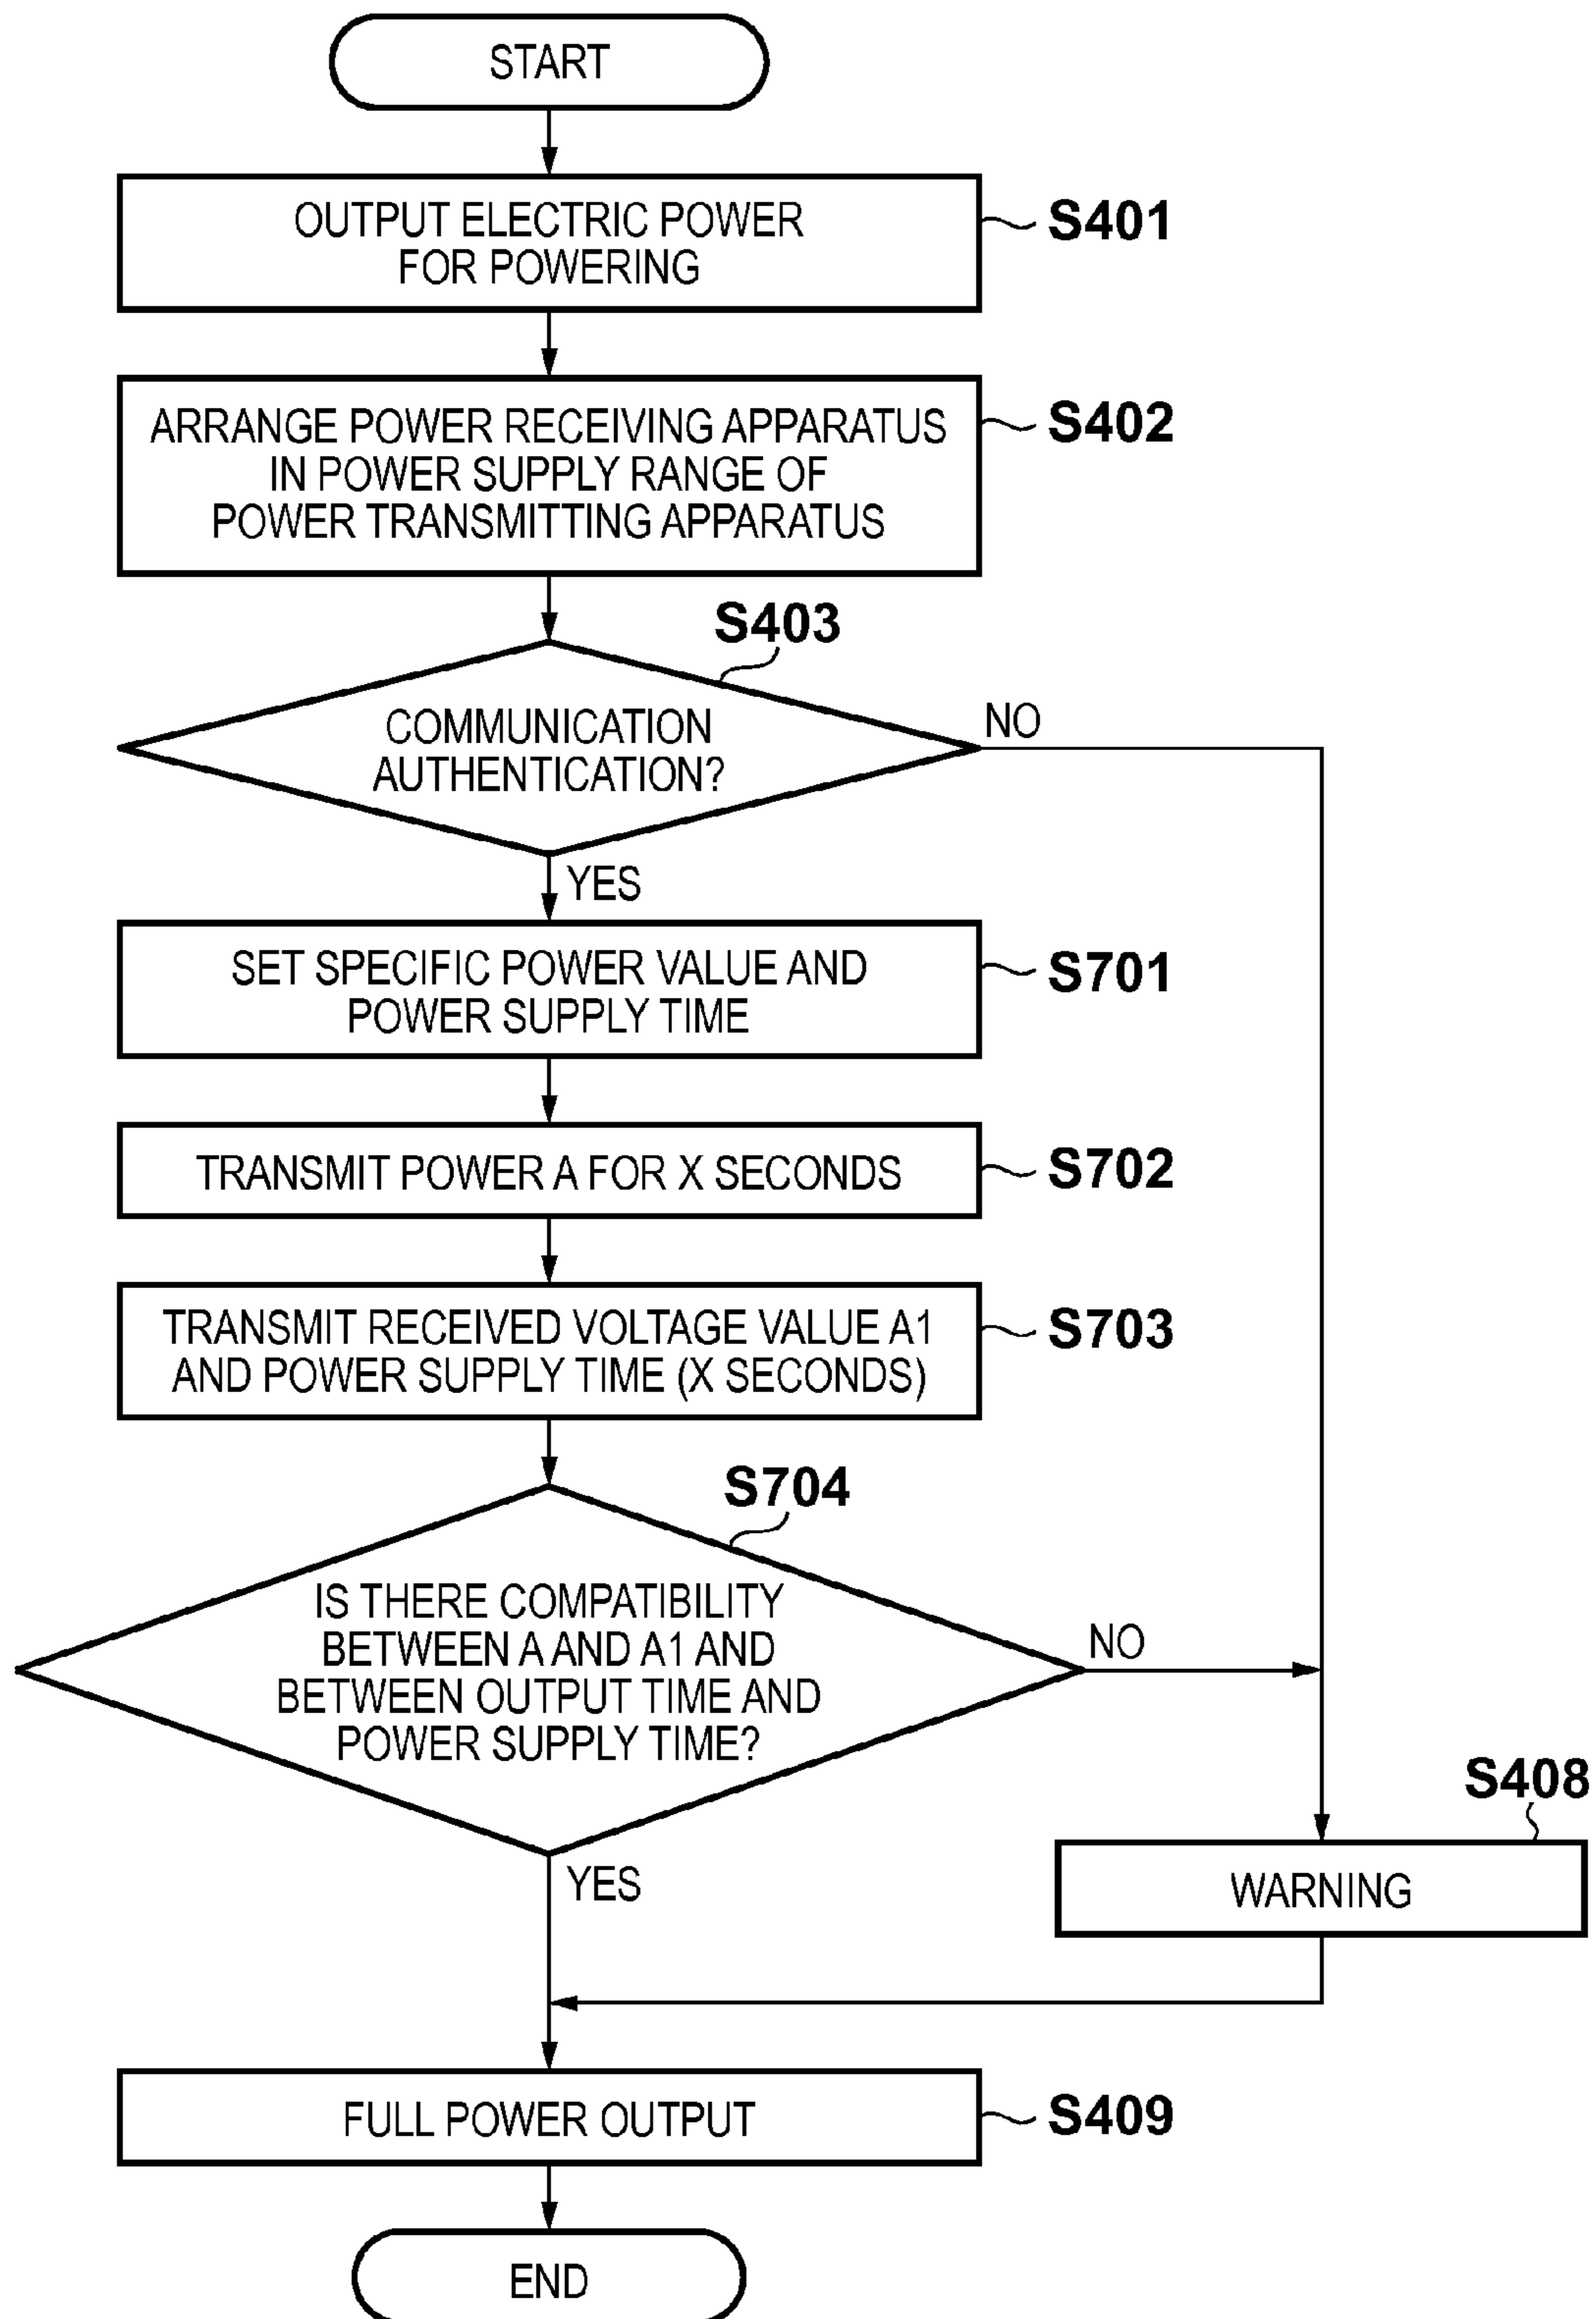 START
OUTPUT ELECTRIC POWER
FOR POWERING
S401
ARRANGE POWER RECEIVING APPARATUS
IN POWER SUPPLY RANGE OF
POWER TRANSMITTING APPARATUS
S402
S403
COMMUNICATION
AUTHENTICATION?
NO
YES
SET SPECIFIC POWER VALUE AND
POWER SUPPLY TIME
S701
TRANSMIT POWER A FOR X SECONDS
S702
TRANSMIT RECEIVED VOLTAGE VALUE A1
AND POWER SUPPLY TIME (X SECONDS)
S703
S704
IS THERE COMPATIBILITY
BETWEEN A AND A1 AND
BETWEEN OUTPUT TIME AND
POWER SUPPLY TIME?
NO
YES
S408
WARNING
FULL POWER OUTPUT
S409
END